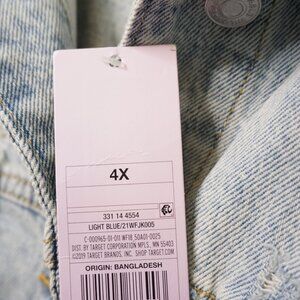 4X
331 14 4554
LIGHT BLUE/21WFJK005
C-000965-01-011 WF18 50A01-0025
DIST. BY TARGET CORPORATION MPLS., MN 55403
©2019 TARGET BRANDS, INC. SHOP TARGET.COM
ORIGIN: BANGLADESH